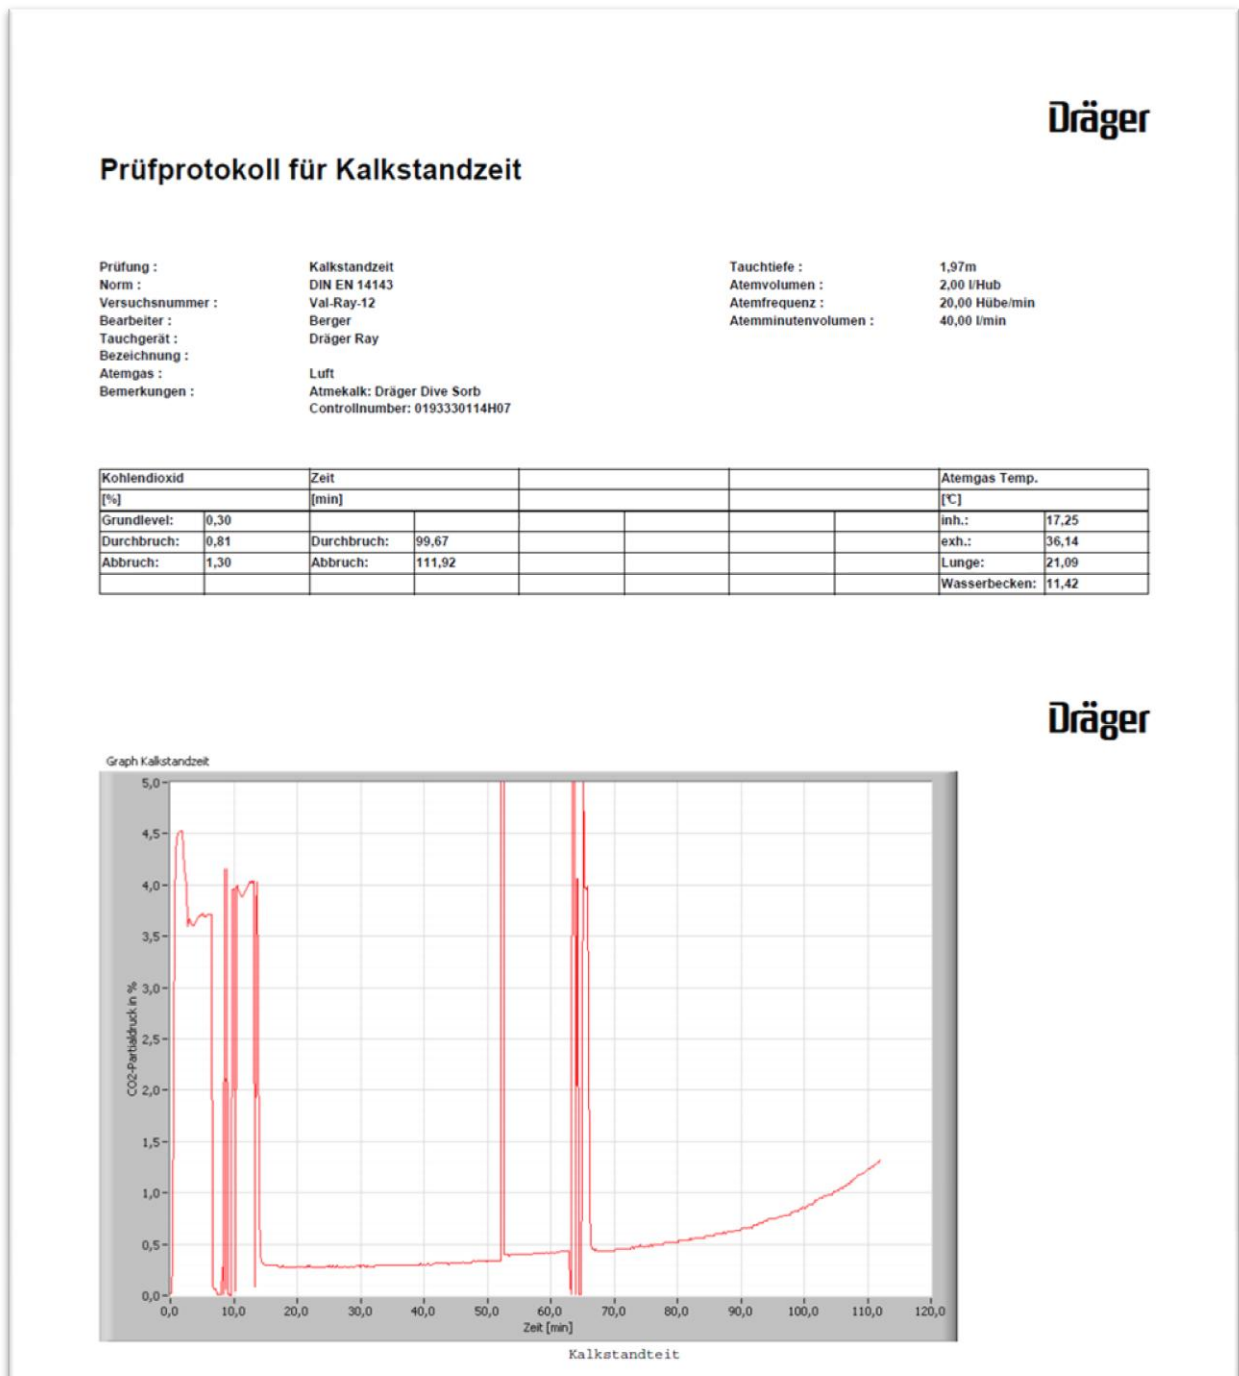 Dräger
Prüfprotokoll für Kalkstandzeit
Prüfung : Kalkstandzeit Tauchtiefe : 1,97m
Norm : DIN EN 14143 Atemvolumen : 2,00 l/Hub
Versuchsnummer : Val-Ray-12 Atemfrequenz : 20,00 Hübe/min
Bearbeiter : Berger Atemminutenvolumen : 40,00 l/min
Tauchgerät : Dräger Ray
Bezeichnung :
Atemgas : Luft
Bemerkungen : Atmekalk: Dräger Dive Sorb
Controllnumber: 0193330114H07
Kohlendioxid Zeit Atemgas Temp.
[%] [min] [°C]
Grundlevel: 0,30 inh.: 17,25
Durchbruch: 0,81 Durchbruch: 99,67 exh.: 36,14
Abbruch: 1,30 Abbruch: 111,92 Lunge: 21,09
Wasserbecken: 11,42
Dräger
Graph Kalkstandzeit
5,0
4,5
4,0
3,5
3,0
2,5
2,0
1,5
1,0
0,5
0,0
CO2-Partialdruck in %
0,0 10,0 20,0 30,0 40,0 50,0 60,0 70,0 80,0 90,0 100,0 110,0 120,0
Zeit [min]
Kalkstandteit